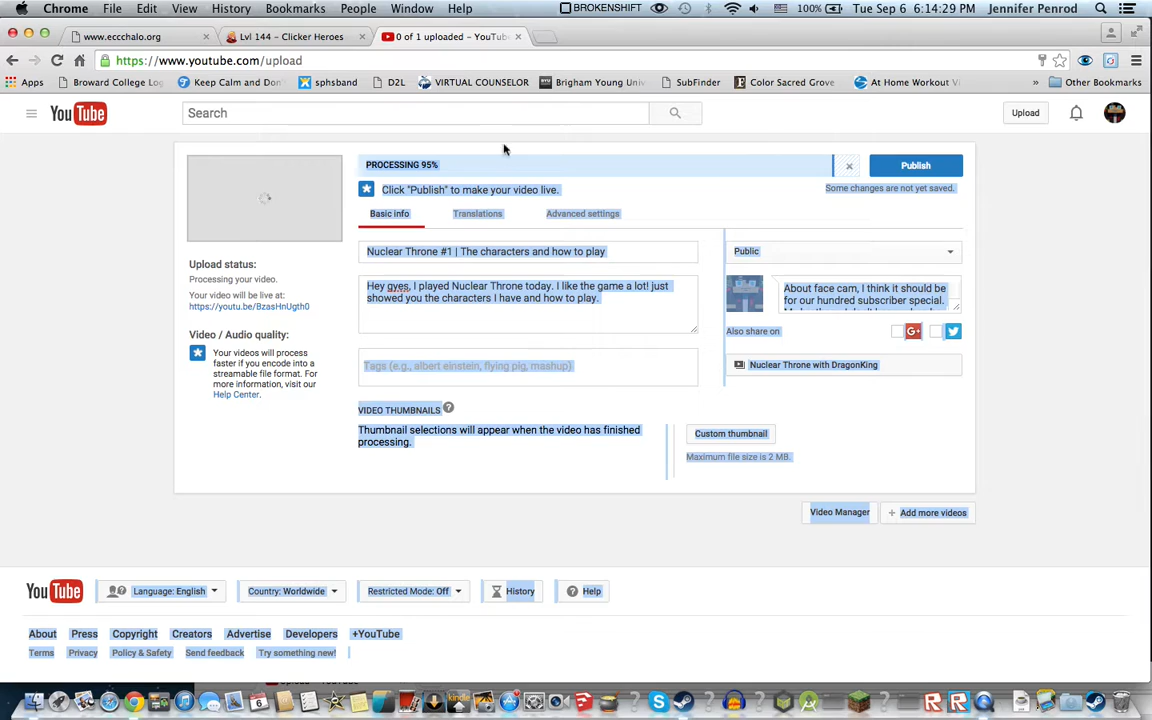 Chrome File Edit View History Bookmarks People Window Help BROKENSHIFT 100% Tue Sep 6 6:14:29 PM Jennifer Penrod
www.eccchalo.org Lvl 144 – Clicker Heroes 0 of 1 uploaded – YouTub
https://www.youtube.com/upload
Apps Broward College Log Keep Calm and Don' sphsband D2L VIRTUAL COUNSELOR Brigham Young Univ SubFinder Color Sacred Grove At Home Workout Vi » Other Bookmarks
YouTube Search Upload
PROCESSING 95% Publish
Click "Publish" to make your video live. Some changes are not yet saved.
Basic info Translations Advanced settings
Nuclear Throne #1 | The characters and how to play Public
Hey gyes, I played Nuclear Throne today. I like the game a lot! just
showed you the characters I have and how to play.
About face cam, I think it should be
for our hundred subscriber special.
Upload status:
Processing your video.
Your video will be live at:
https://youtu.be/BzasHnUgth0
Also share on
Video / Audio quality:
Your videos will process
faster if you encode into a
streamable file format. For
more information, visit our
Help Center.
Tags (e.g., albert einstein, flying pig, mashup)
Nuclear Throne with DragonKing
VIDEO THUMBNAILS ?
Thumbnail selections will appear when the video has finished
processing.
Custom thumbnail
Maximum file size is 2 MB.
Video Manager + Add more videos
YouTube Language: English Country: Worldwide Restricted Mode: Off History Help
About Press Copyright Creators Advertise Developers +YouTube
Terms Privacy Policy & Safety Send feedback Try something new!